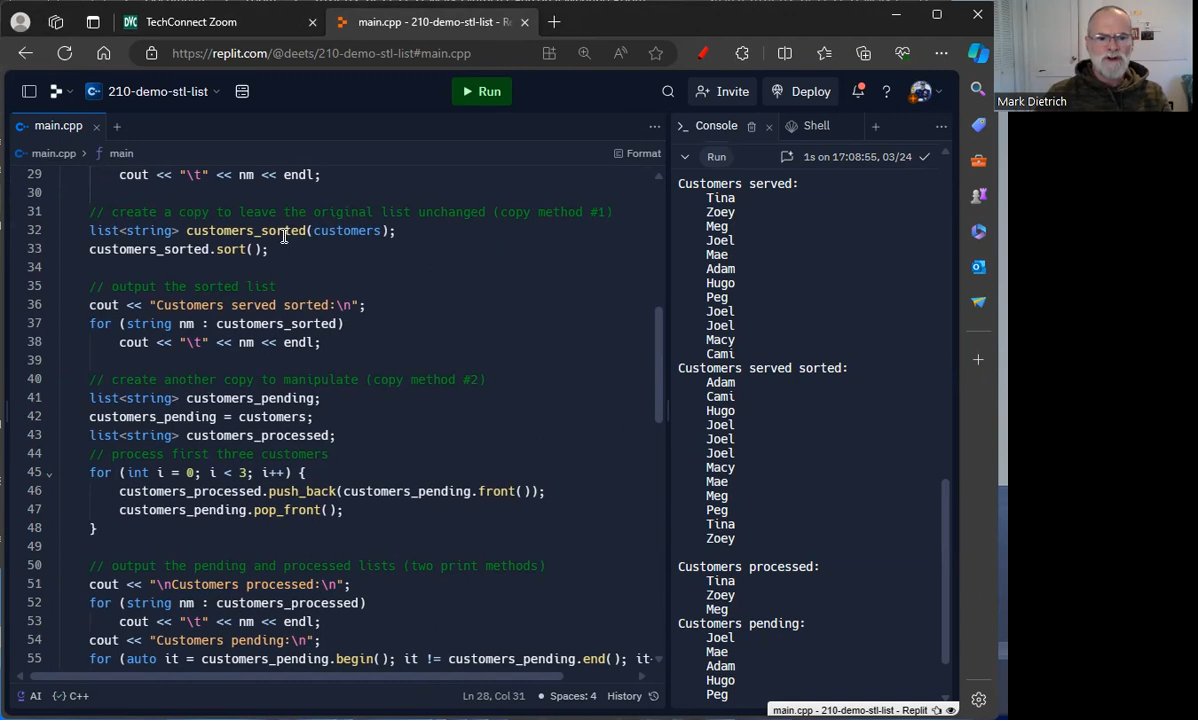 TechConnect Zoom
main.cpp - 210-demo-stl-list - Re
https://replit.com/@deets/210-demo-stl-list#main.cpp
Mark Dietrich
210-demo-stl-list
Run
Invite
Deploy
main.cpp
Console
Shell
main.cpp
main
Format
Run
1s on 17:08:55, 03/24
29 cout << "\t" << nm << endl;
30
31 // create a copy to leave the original list unchanged (copy method #1)
32 list<string> customers_sorted(customers);
33 customers_sorted.sort();
34
35 // output the sorted list
36 cout << "Customers served sorted:\n";
37 for (string nm : customers_sorted)
38 cout << "\t" << nm << endl;
39
40 // create another copy to manipulate (copy method #2)
41 list<string> customers_pending;
42 customers_pending = customers;
43 list<string> customers_processed;
44 // process first three customers
45 for (int i = 0; i < 3; i++) {
46 customers_processed.push_back(customers_pending.front());
47 customers_pending.pop_front();
48 }
49
50 // output the pending and processed lists (two print methods)
51 cout << "\nCustomers processed:\n";
52 for (string nm : customers_processed)
53 cout << "\t" << nm << endl;
54 cout << "Customers pending:\n";
55 for (auto it = customers_pending.begin(); it != customers_pending.end(); it
Customers served:
Tina
Zoey
Meg
Joel
Mae
Adam
Hugo
Peg
Joel
Joel
Macy
Cami
Customers served sorted:
Adam
Cami
Hugo
Joel
Joel
Joel
Macy
Mae
Meg
Peg
Tina
Zoey
Customers processed:
Tina
Zoey
Meg
Customers pending:
Joel
Mae
Adam
Hugo
Peg
AI
C++
Ln 28, Col 31
Spaces: 4
History
main.cpp - 210-demo-stl-list - Replit